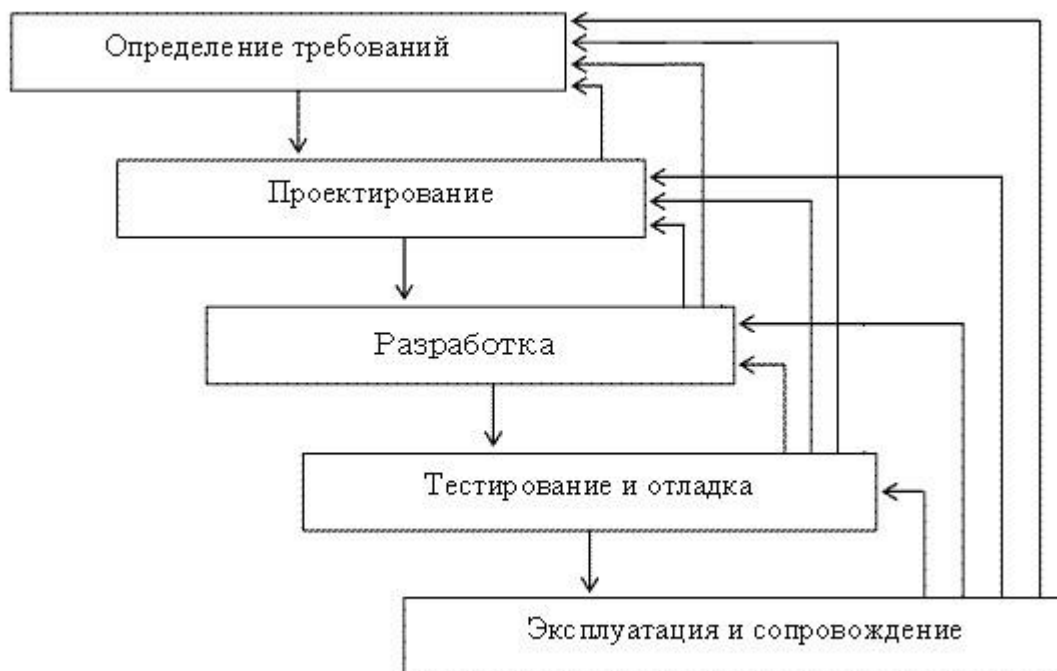 Определение требований
Проектирование
Разработка
Тестирование и отладка
Эксплуатация и сопровождение